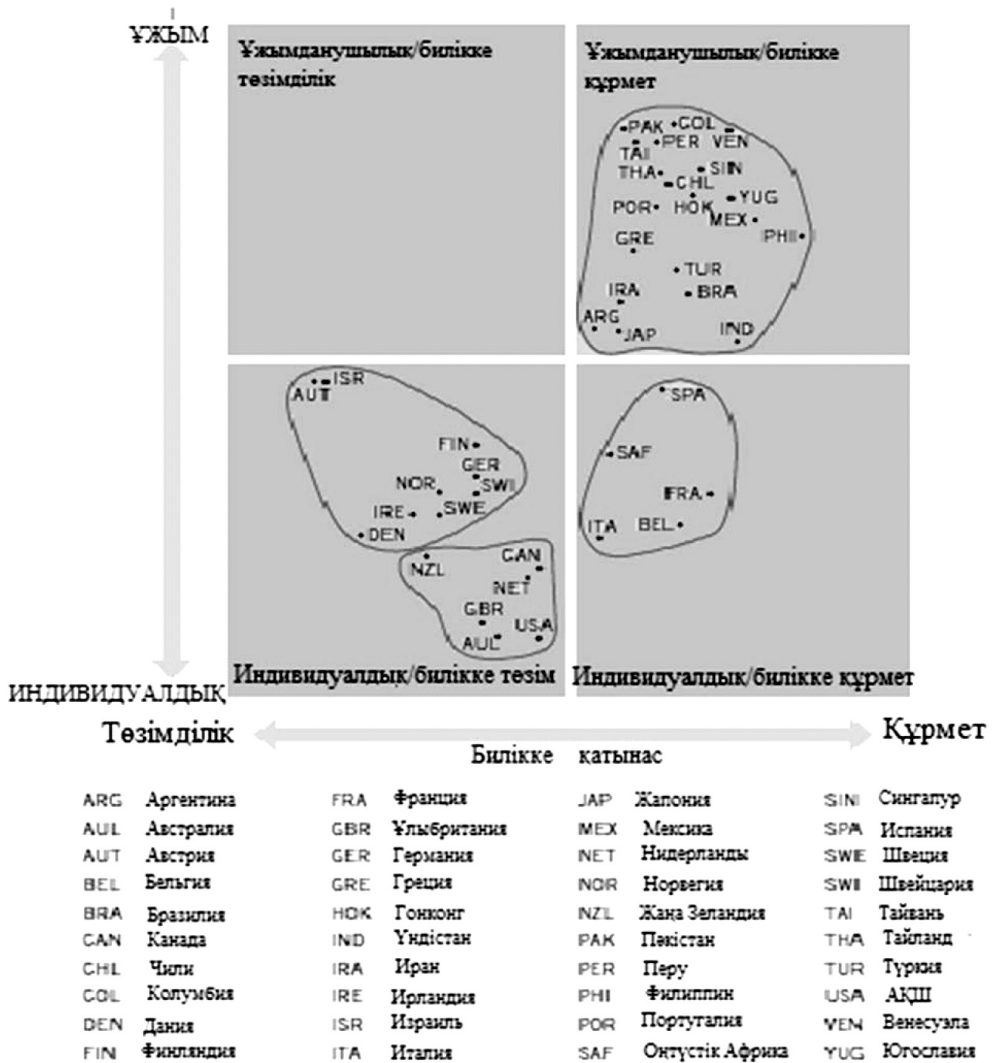 ҰЖЫМ
Ұжымданушылык/биликке
төзімділік
Ұжымданушылык/биликке
құрмет
PAK COL
PER VEN
TAI
THA SIN
CHL
POR HOK YUG
MEX
GRE PHI
TUR
IRA BRA
ARG JAP IND
AUT ISR
FIN
GER
NOR SWI
IRE SWE
DEN
NZL CAN
NET
GBR
AUL USA
SPA
SAF
FRA
ITA BEL
Индивидуалдық/билікке төзім
Индивидуалдық/билікке құрмет
ИНДИВИДУАЛДЫҚ
Төзімділік
Құрмет
Билікке қатынас
ARG Аргентина
AUL Австралия
AUT Австрия
BEL Бельгия
BRA Бразилия
CAN Канада
CHL Чили
COL Колумбия
DEN Дания
FIN Финляндия
FRA Франция
GBR Ұлыбритания
GER Германия
GRE Греция
HOK Гонконг
IND Үндістан
IRA Иран
IRE Ирландия
ISR Израиль
ITA Италия
JAP Жапония
MEX Мексика
NET Нидерланды
NOR Норвегия
NZL Жаңа Зеландия
PAK Пәкістан
PER Перу
PHI Филиппин
POR Португалия
SAF Оңтүстік Африка
SIN Сингапур
SPA Испания
SWE Швеция
SWI Швейцария
TAI Тайвань
THA Тайланд
TUR Түркия
USA АҚШ
VEN Венесуэла
YUG Югославия